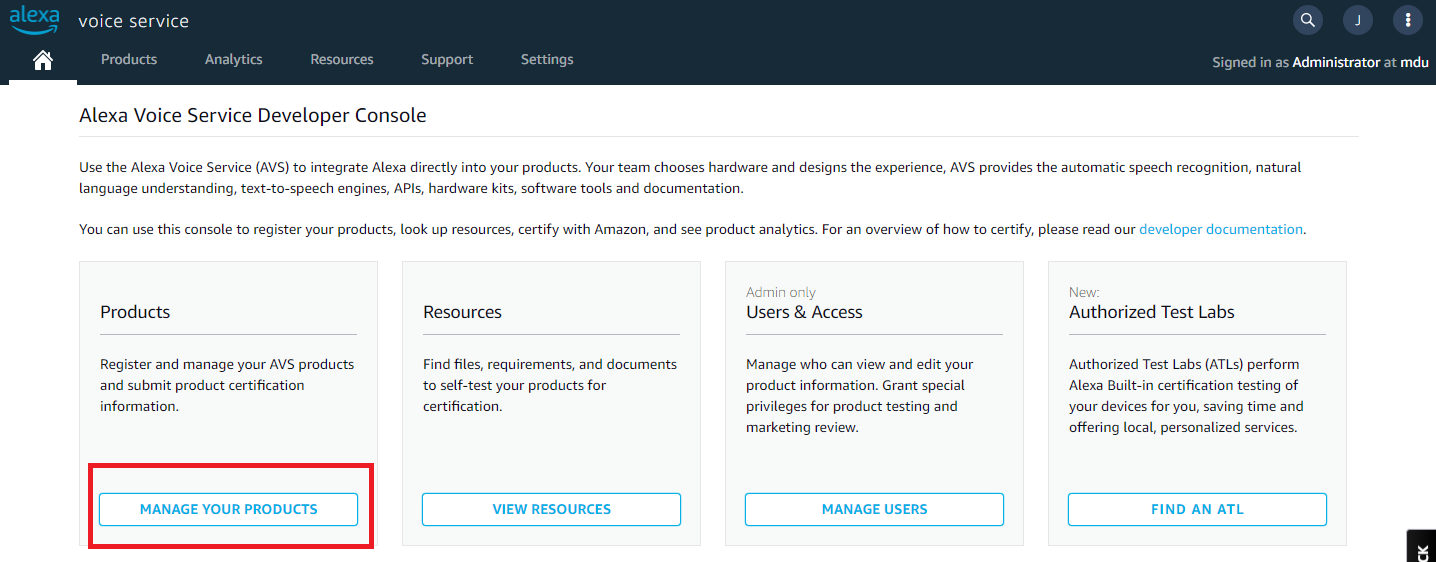 alexa voice service
J
Products Analytics Resources Support Settings
Signed in as Administrator at mdu
Alexa Voice Service Developer Console
Use the Alexa Voice Service (AVS) to integrate Alexa directly into your products. Your team chooses hardware and designs the experience, AVS provides the automatic speech recognition, natural
language understanding, text-to-speech engines, APIs, hardware kits, software tools and documentation.
You can use this console to register your products, look up resources, certify with Amazon, and see product analytics. For an overview of how to certify, please read our developer documentation.
Products
Register and manage your AVS products
and submit product certification
information.
MANAGE YOUR PRODUCTS
Resources
Find files, requirements, and documents
to self-test your products for
certification.
VIEW RESOURCES
Admin only
Users & Access
Manage who can view and edit your
product information. Grant special
privileges for product testing and
marketing review.
MANAGE USERS
New:
Authorized Test Labs
Authorized Test Labs (ATLs) perform
Alexa Built-in certification testing of
your devices for you, saving time and
offering local, personalized services.
FIND AN ATL
CK